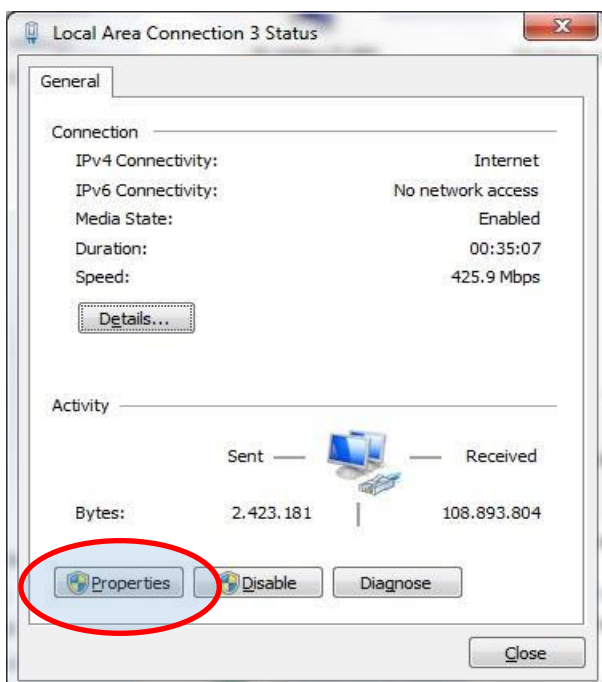 Local Area Connection 3 Status
General
Connection
IPv4 Connectivity: Internet
IPv6 Connectivity: No network access
Media State: Enabled
Duration: 00:35:07
Speed: 425.9 Mbps
Details...
Activity
Sent Received
Bytes: 2.423.181 108.893.804
Properties Disable Diagnose
Close